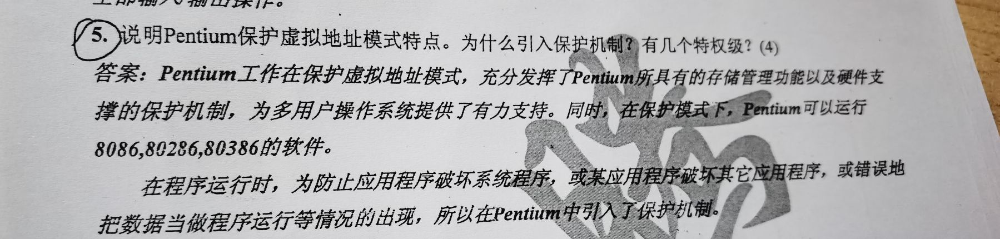 全部输入/输出操作。
5. 说明Pentium保护虚拟地址模式特点。为什么引入保护机制?有几个特权级?(4)
答案:Pentium工作在保护虚拟地址模式,充分发挥了Pentium所具有的存储管理功能以及硬件支
撑的保护机制,为多用户操作系统提供了有力支持。同时,在保护模式下,Pentium可以运行
8086,80286,80386的软件。
在程序运行时,为防止应用程序破坏系统程序,或某应用程序破坏其它应用程序,或错误地
把数据当做程序运行等情况的出现,所以在Pentium中引入了保护机制。